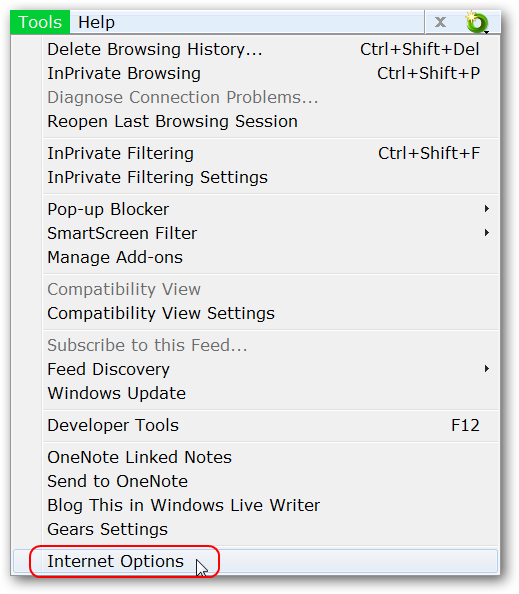 Tools Help x
Delete Browsing History... Ctrl+Shift+Del
InPrivate Browsing Ctrl+Shift+P
Diagnose Connection Problems...
Reopen Last Browsing Session
InPrivate Filtering Ctrl+Shift+F
InPrivate Filtering Settings
Pop-up Blocker
SmartScreen Filter
Manage Add-ons
Compatibility View
Compatibility View Settings
Subscribe to this Feed...
Feed Discovery
Windows Update
Developer Tools F12
OneNote Linked Notes
Send to OneNote
Blog This in Windows Live Writer
Gears Settings
Internet Options